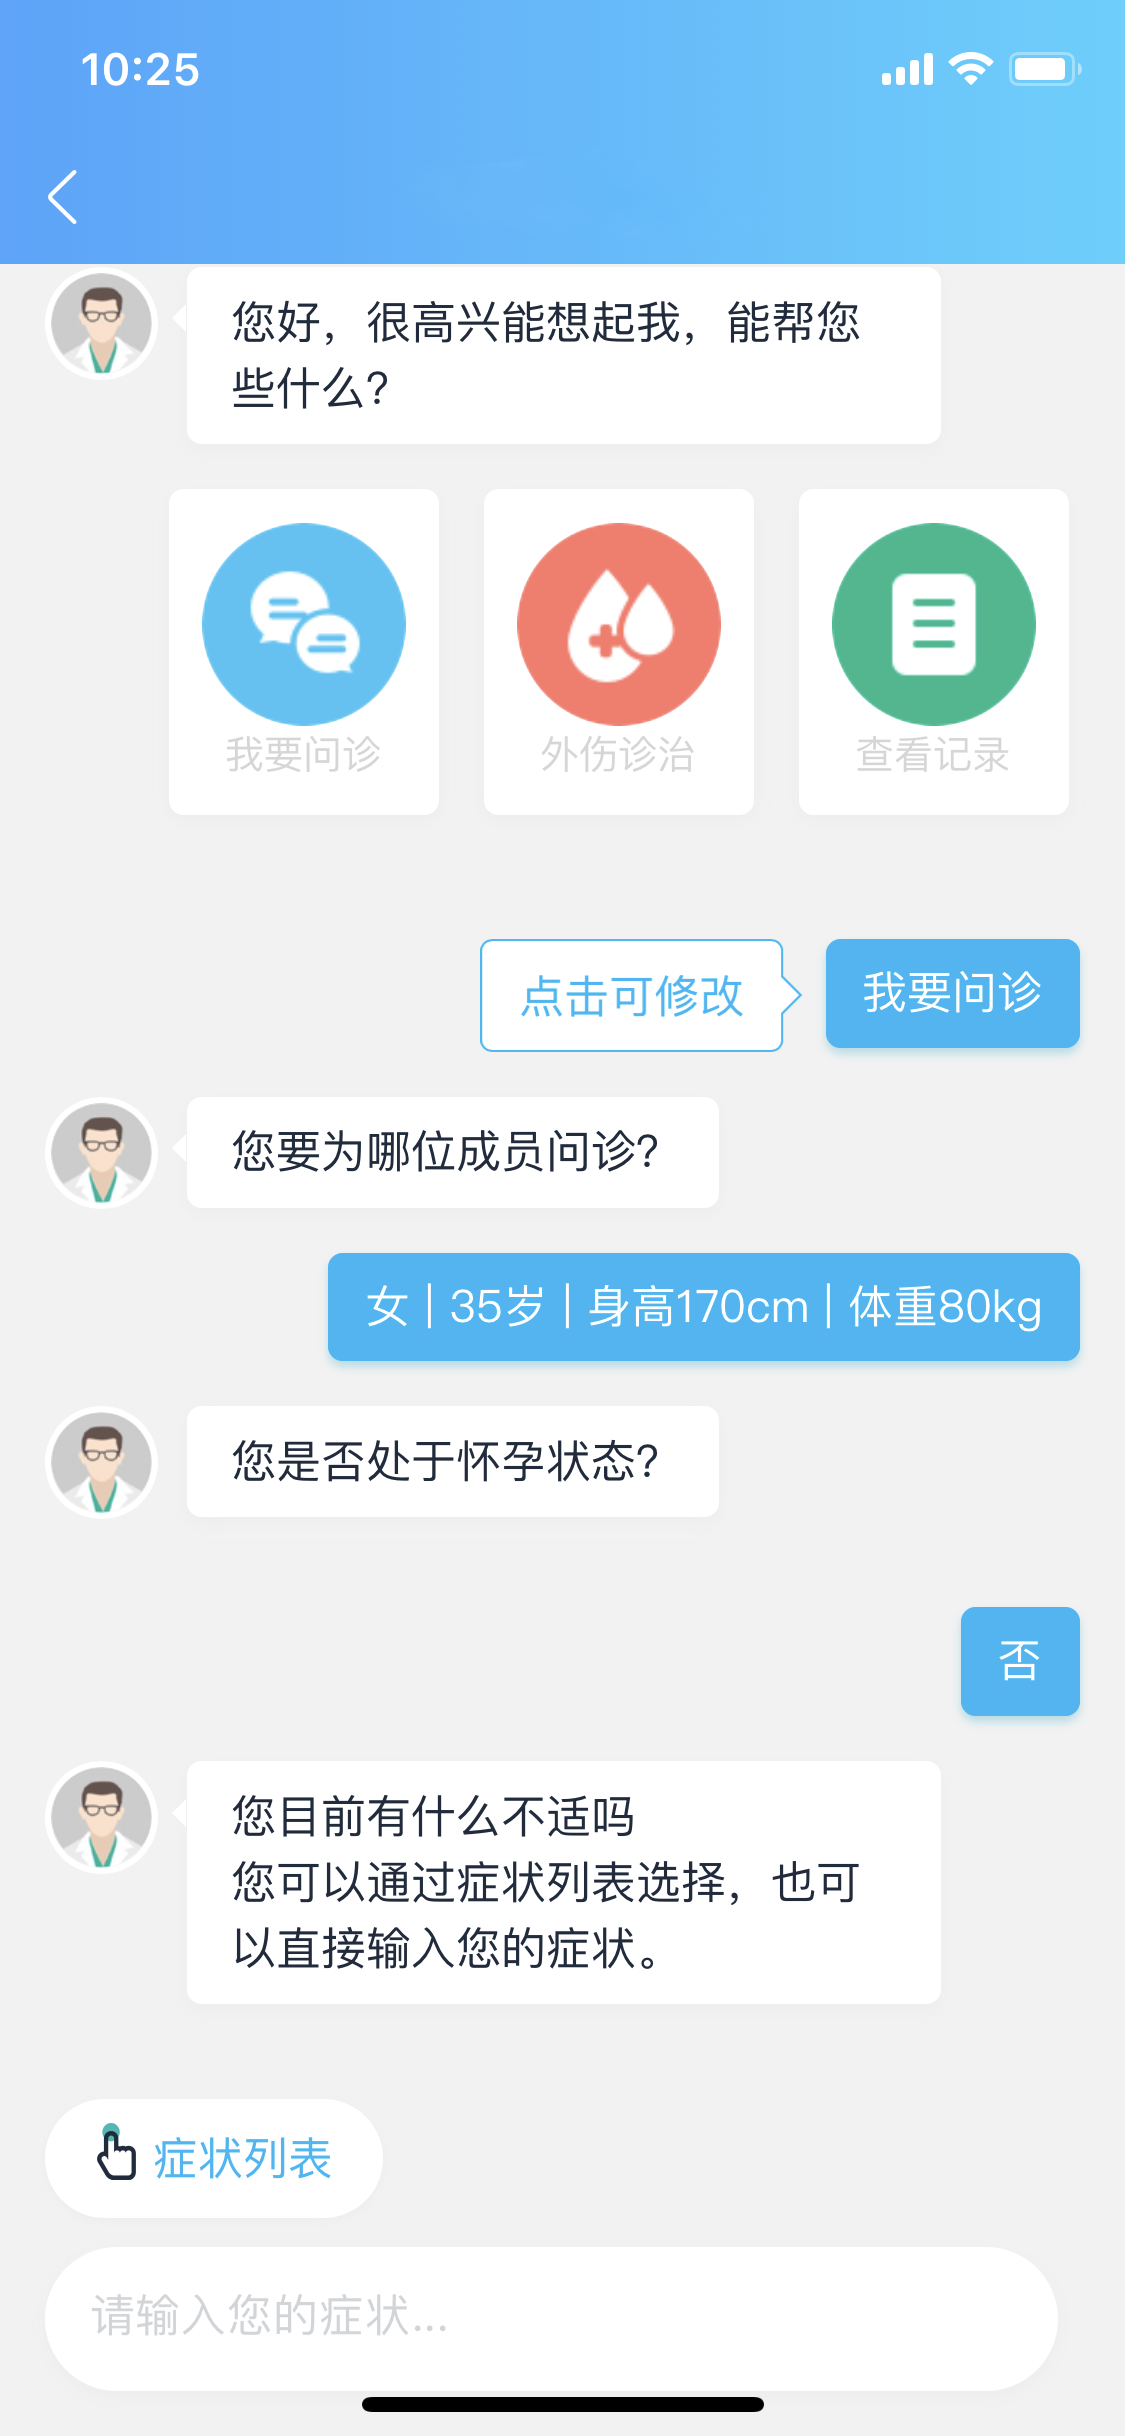 10:25
您好，很高兴能想起我，能帮您
些什么?
我要问诊
外伤诊治
查看记录
点击可修改
我要问诊
您要为哪位成员问诊?
女 | 35岁 | 身高170cm | 体重80kg
您是否处于怀孕状态?
否
您目前有什么不适吗
您可以通过症状列表选择，也可
以直接输入您的症状。
症状列表
请输入您的症状...